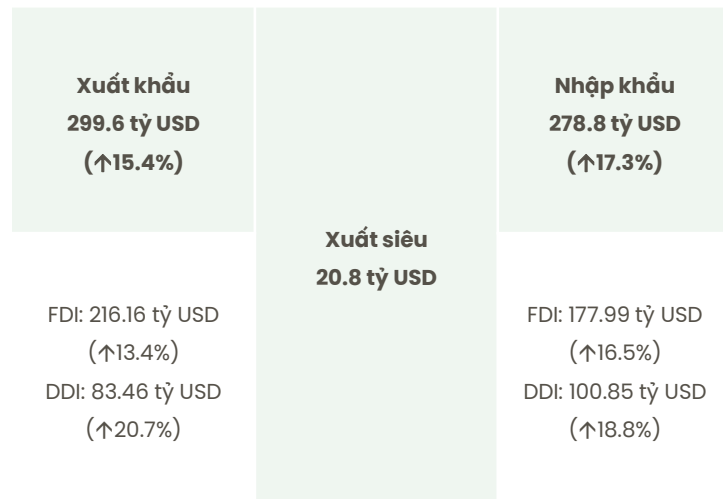 Xuất khẩu
299.6 tỷ USD
(↑15.4%)
FDI: 216.16 tỷ USD
(↑13.4%)
DDI: 83.46 tỷ USD
(↑20.7%)
Xuất siêu
20.8 tỷ USD
Nhập khẩu
278.8 tỷ USD
(↑17.3%)
FDI: 177.99 tỷ USD
(↑16.5%)
DDI: 100.85 tỷ USD
(↑18.8%)